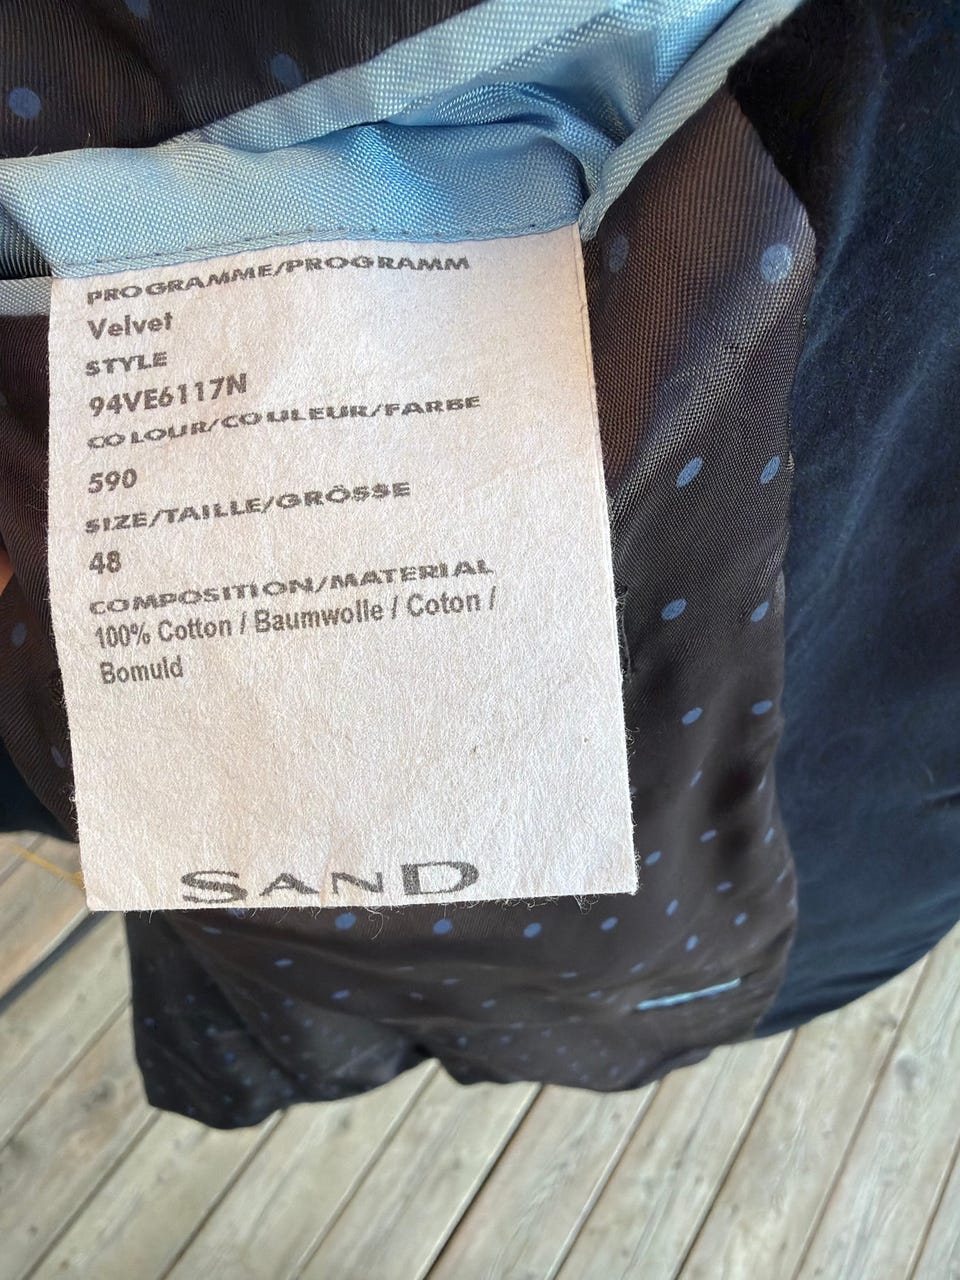 PROGRAMME/PROGRAMM
Velvet
STYLE
94VE6117N
COLOUR/COULEUR/FARBE
590
SIZE/TAILLE/GRÖSSE
48
COMPOSITION/MATERIAL
100% Cotton / Baumwolle / Coton /
Bomuld
SAND